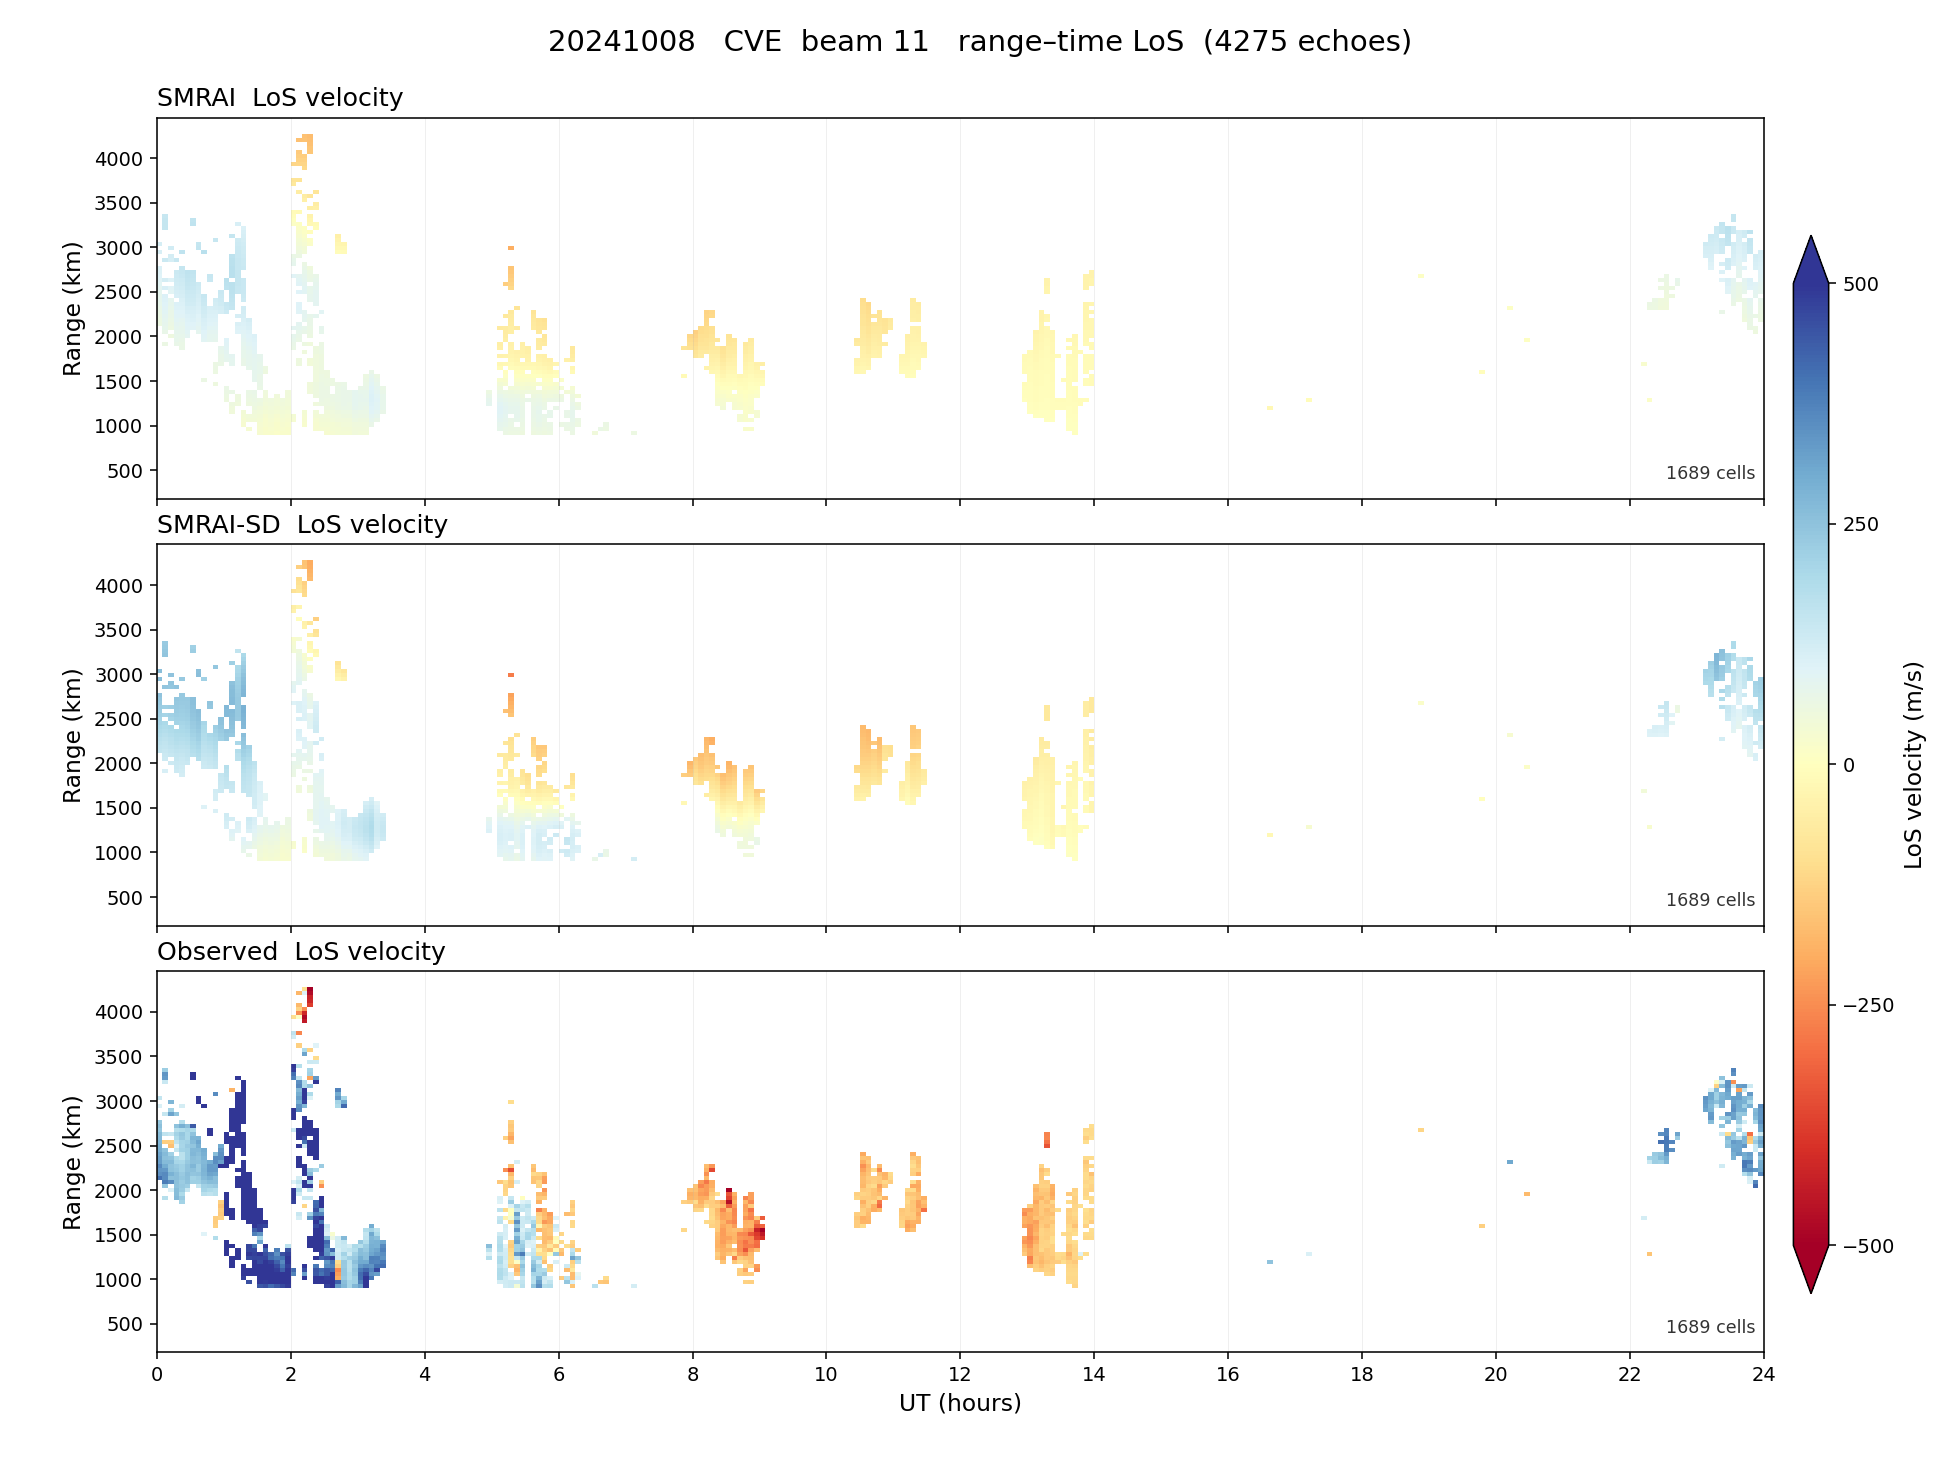 20241008   CVE  beam 11   range–time LoS  (4275 echoes)
SMRAI  LoS velocity
4000
3500
3000
2500
2000
1500
1000
500
Range (km)
1689 cells
SMRAI-SD  LoS velocity
4000
3500
3000
2500
2000
1500
1000
500
Range (km)
1689 cells
Observed  LoS velocity
4000
3500
3000
2500
2000
1500
1000
500
Range (km)
1689 cells
0 2 4 6 8 10 12 14 16 18 20 22 24
UT (hours)
500
250
0
−250
−500
LoS velocity (m/s)